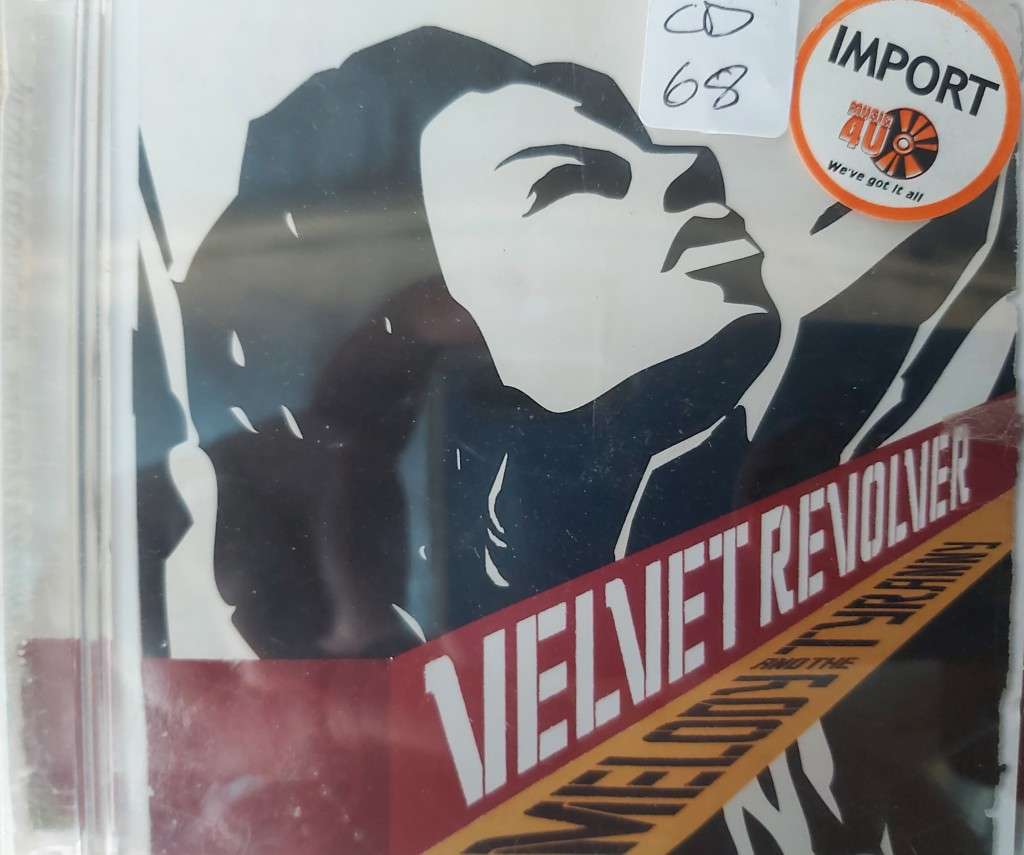 CD
68
IMPORT
MUSIC
4U
We've got it all
VELVET REVOLVER
MELODY AND THE TYRANNY